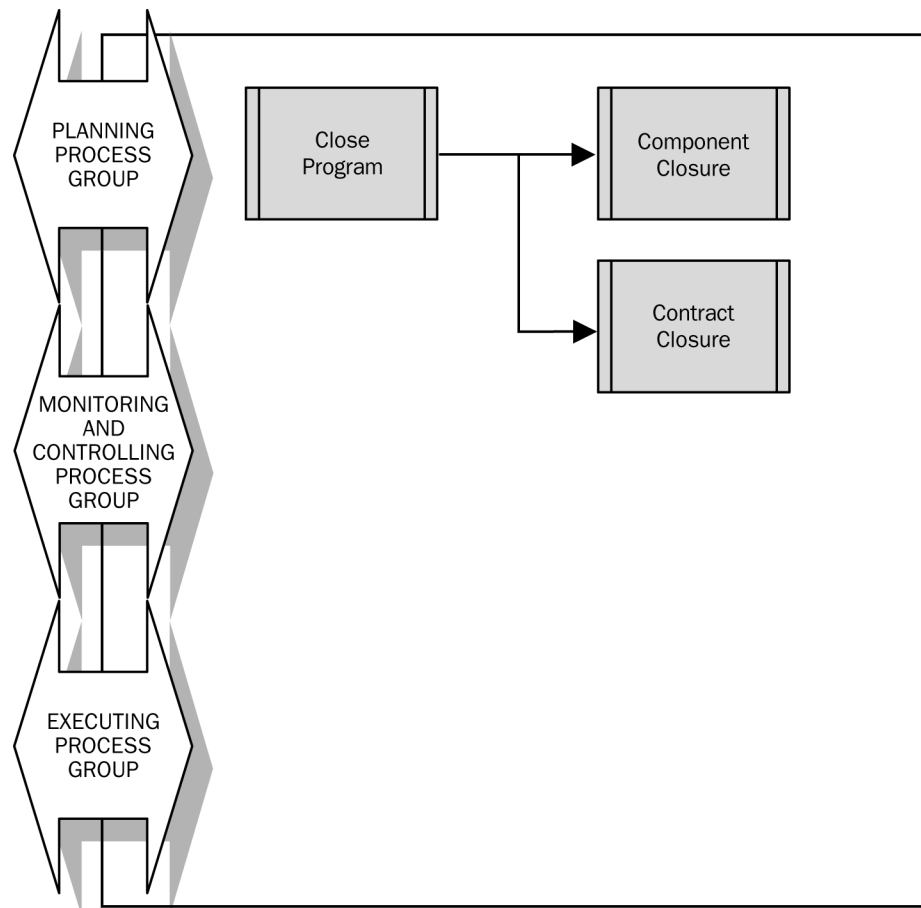 PLANNING
PROCESS
GROUP
Close
Program
Component
Closure
Contract
Closure
MONITORING
AND
CONTROLLING
PROCESS
GROUP
EXECUTING
PROCESS
GROUP